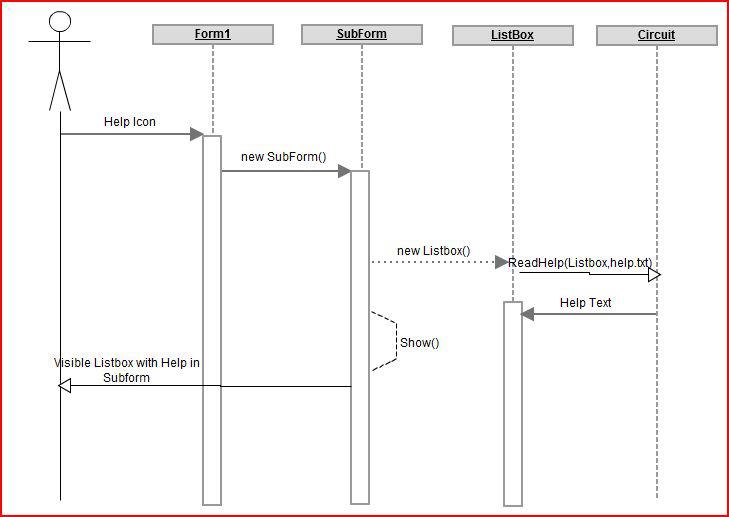 Form1
SubForm
ListBox
Circuit
Help Icon
new SubForm()
new Listbox()
ReadHelp(Listbox,help.txt)
Help Text
Show()
Visible Listbox with Help in
Subform